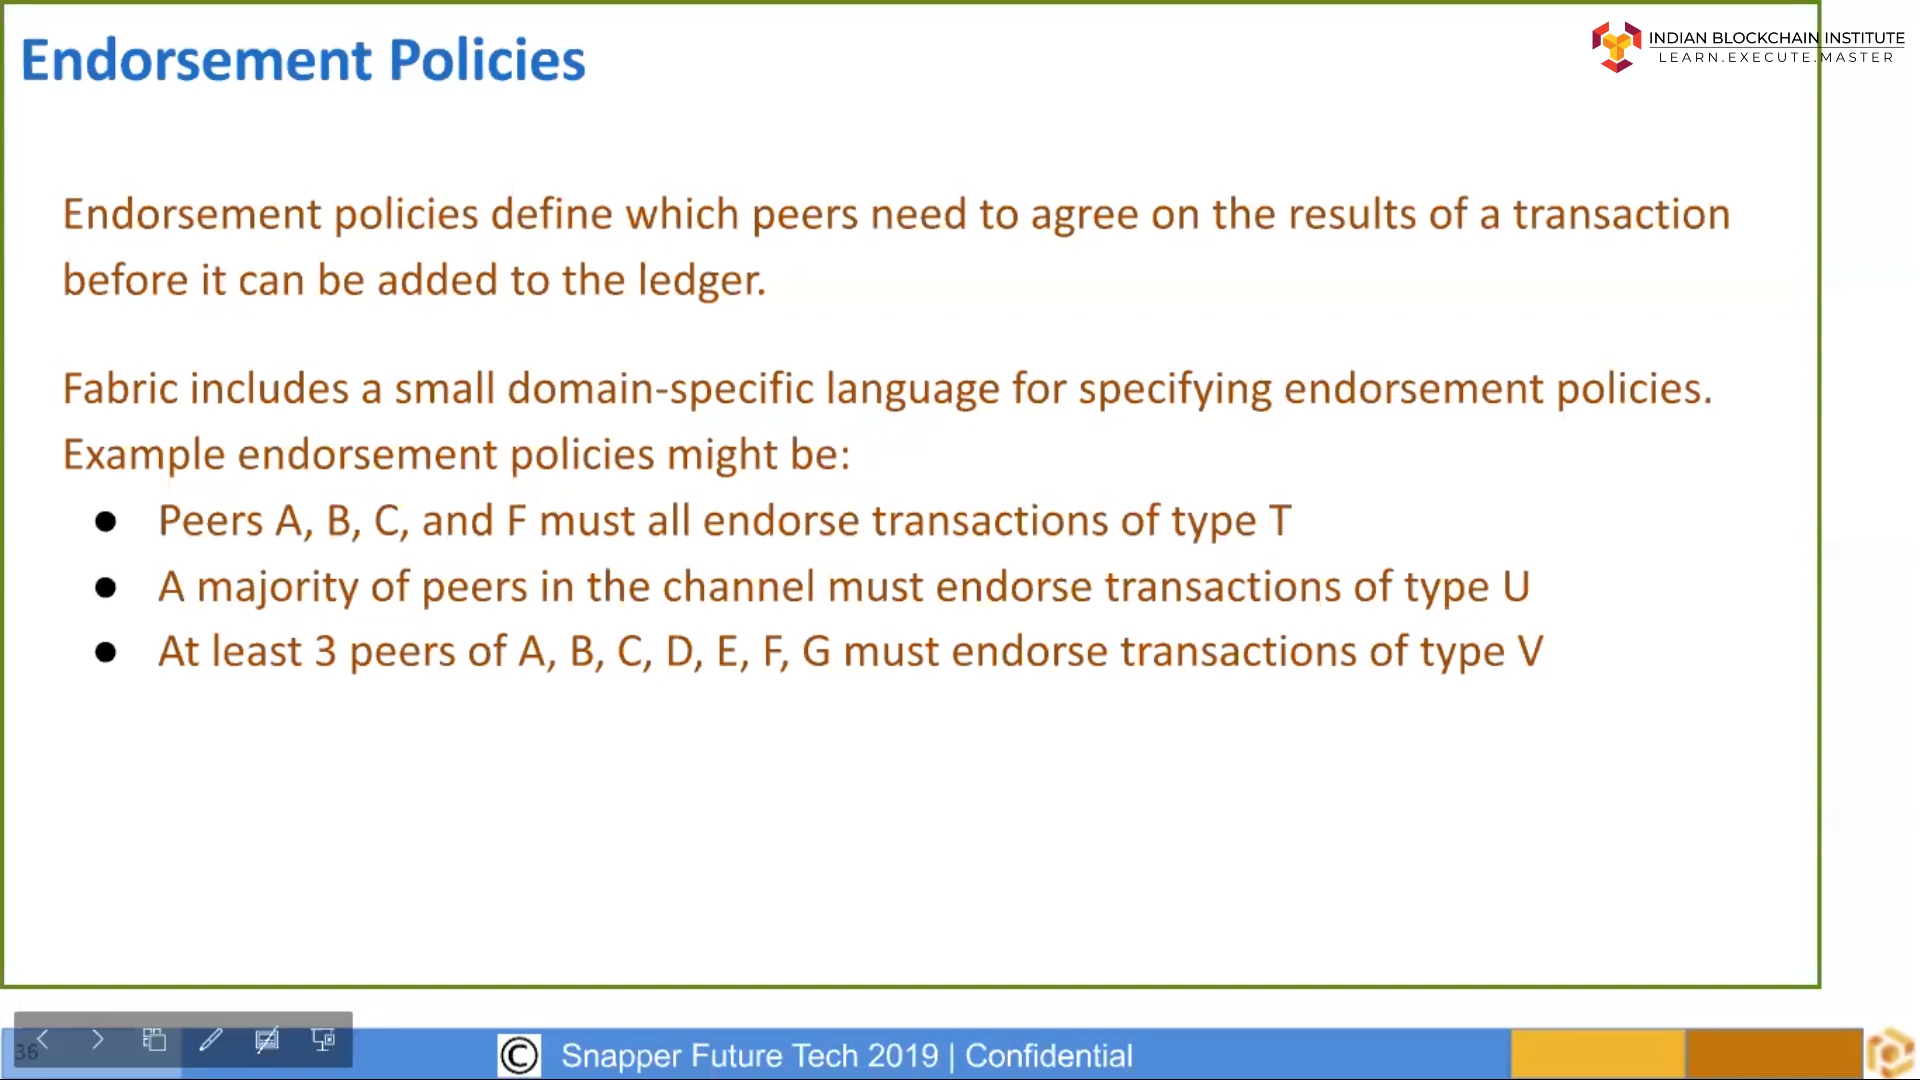 Endorsement Policies
INDIAN BLOCKCHAIN INSTITUTE
LEARN.EXECUTE.MASTER
Endorsement policies define which peers need to agree on the results of a transaction
before it can be added to the ledger.
Fabric includes a small domain-specific language for specifying endorsement policies.
Example endorsement policies might be:
● Peers A, B, C, and F must all endorse transactions of type T
● A majority of peers in the channel must endorse transactions of type U
● At least 3 peers of A, B, C, D, E, F, G must endorse transactions of type V
36
© Snapper Future Tech 2019 | Confidential